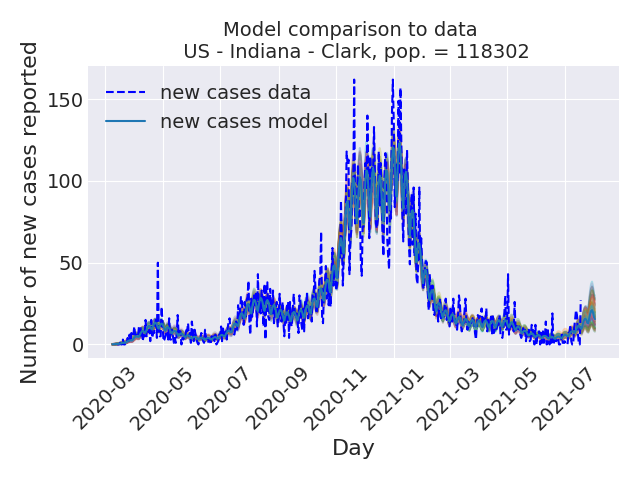 Model comparison to data
US - Indiana - Clark, pop. = 118302
Number of new cases reported
150
100
50
0
new cases data
new cases model
2020-03
2020-05
2020-07
2020-09
2020-11
2021-01
2021-03
2021-05
2021-07
Day